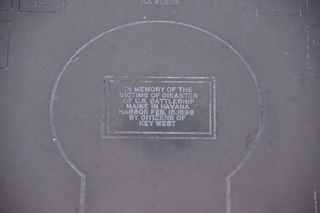 IN MEMORY OF THE
VICTIMS OF DISASTER
OF U.S. BATTLESHIP
MAINE IN HAVANA
HARBOR FEB. 15, 1898
BY CITIZENS OF
KEY WEST